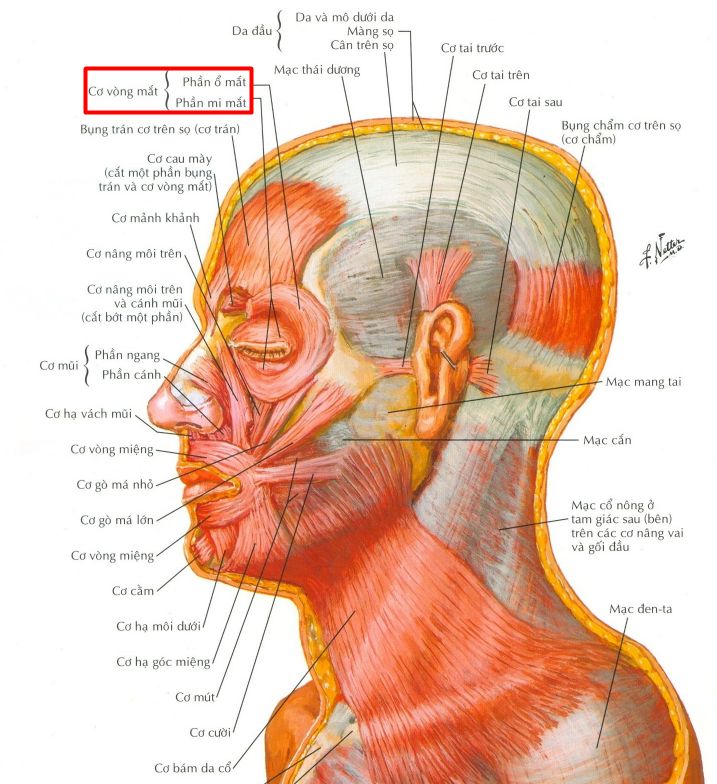 Da đầu
Da và mô dưới da
Màng sọ
Cân trên sọ
Mạc thái dương
Cơ tai trước
Cơ tai trên
Cơ tai sau
Bụng chẩm cơ trên sọ
(cơ chẩm)
Cơ vòng mắt
Phần ổ mắt
Phần mi mắt
Bụng trán cơ trên sọ (cơ trán)
Cơ cau mày
(cắt một phần bụng
trán và cơ vòng mắt)
Cơ mảnh khảnh
Cơ nâng môi trên
Cơ nâng môi trên
và cánh mũi
(cắt bớt một phần)
Cơ mũi
Phần ngang
Phần cánh
Cơ hạ vách mũi
Cơ vòng miệng
Cơ gò má nhỏ
Cơ gò má lớn
Cơ vòng miệng
Cơ cằm
Cơ hạ môi dưới
Cơ hạ góc miệng
Cơ mút
Cơ cười
Cơ bám da cổ
F. Netter
M.D.
Mạc mang tai
Mạc cắn
Mạc cổ nông ở
tam giác sau (bên)
trên các cơ nâng vai
và gối đầu
Mạc đen-ta